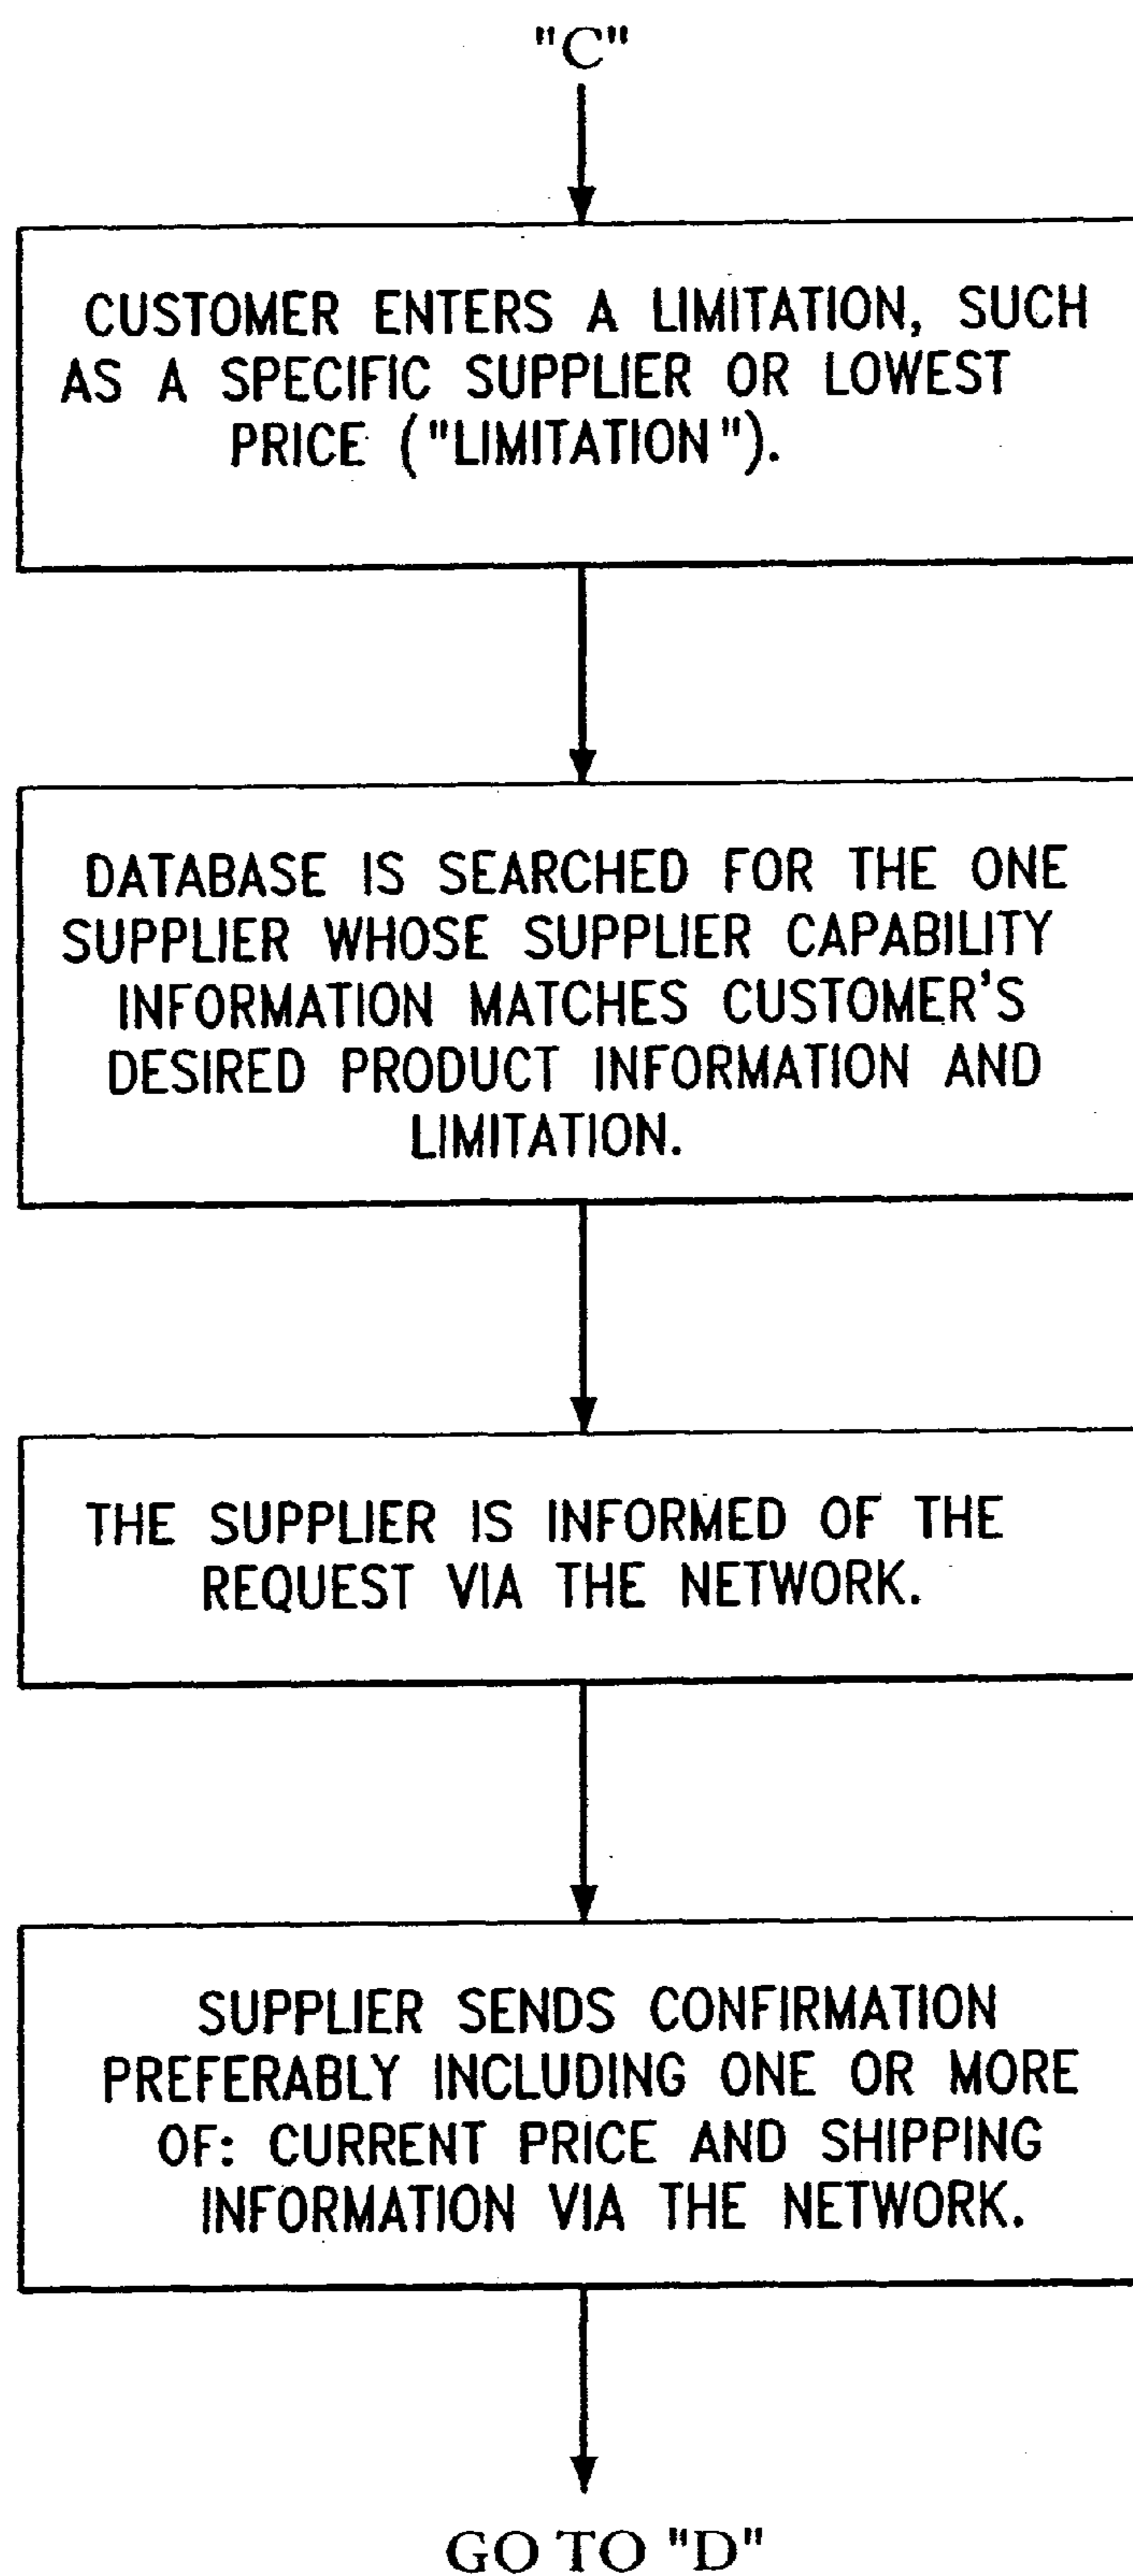 "C"
CUSTOMER ENTERS A LIMITATION, SUCH
AS A SPECIFIC SUPPLIER OR LOWEST
PRICE ("LIMITATION").
DATABASE IS SEARCHED FOR THE ONE
SUPPLIER WHOSE SUPPLIER CAPABILITY
INFORMATION MATCHES CUSTOMER'S
DESIRED PRODUCT INFORMATION AND
LIMITATION.
THE SUPPLIER IS INFORMED OF THE
REQUEST VIA THE NETWORK.
SUPPLIER SENDS CONFIRMATION
PREFERABLY INCLUDING ONE OR MORE
OF: CURRENT PRICE AND SHIPPING
INFORMATION VIA THE NETWORK.
GO TO "D"